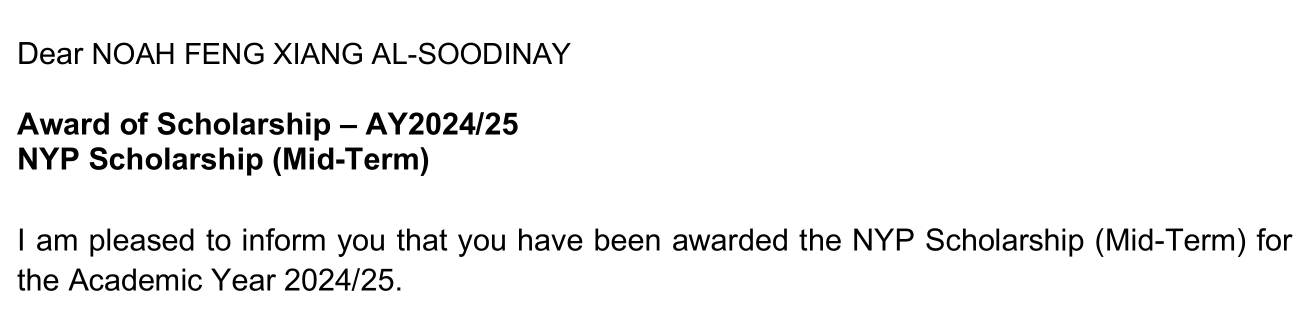 Dear NOAH FENG XIANG AL-SOODINAY
Award of Scholarship – AY2024/25
NYP Scholarship (Mid-Term)
I am pleased to inform you that you have been awarded the NYP Scholarship (Mid-Term) for
the Academic Year 2024/25.